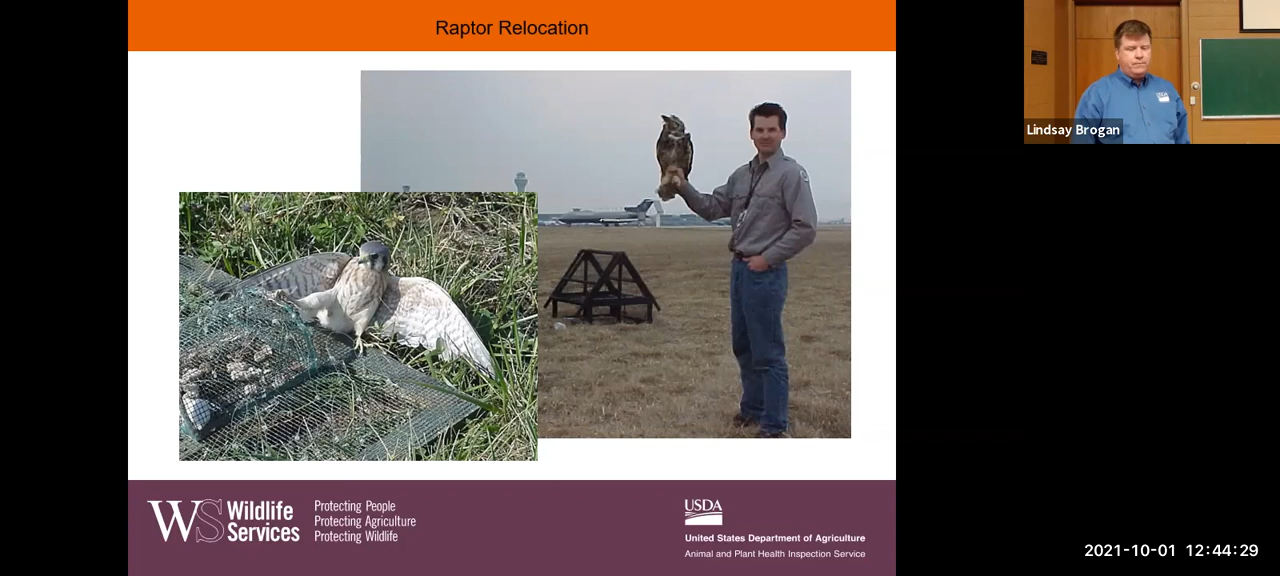 Raptor Relocation
USDA
Lindsay Brogan
WS Wildlife Services
Protecting People
Protecting Agriculture
Protecting Wildlife
USDA
United States Department of Agriculture
Animal and Plant Health Inspection Service
2021-10-01 12:44:29